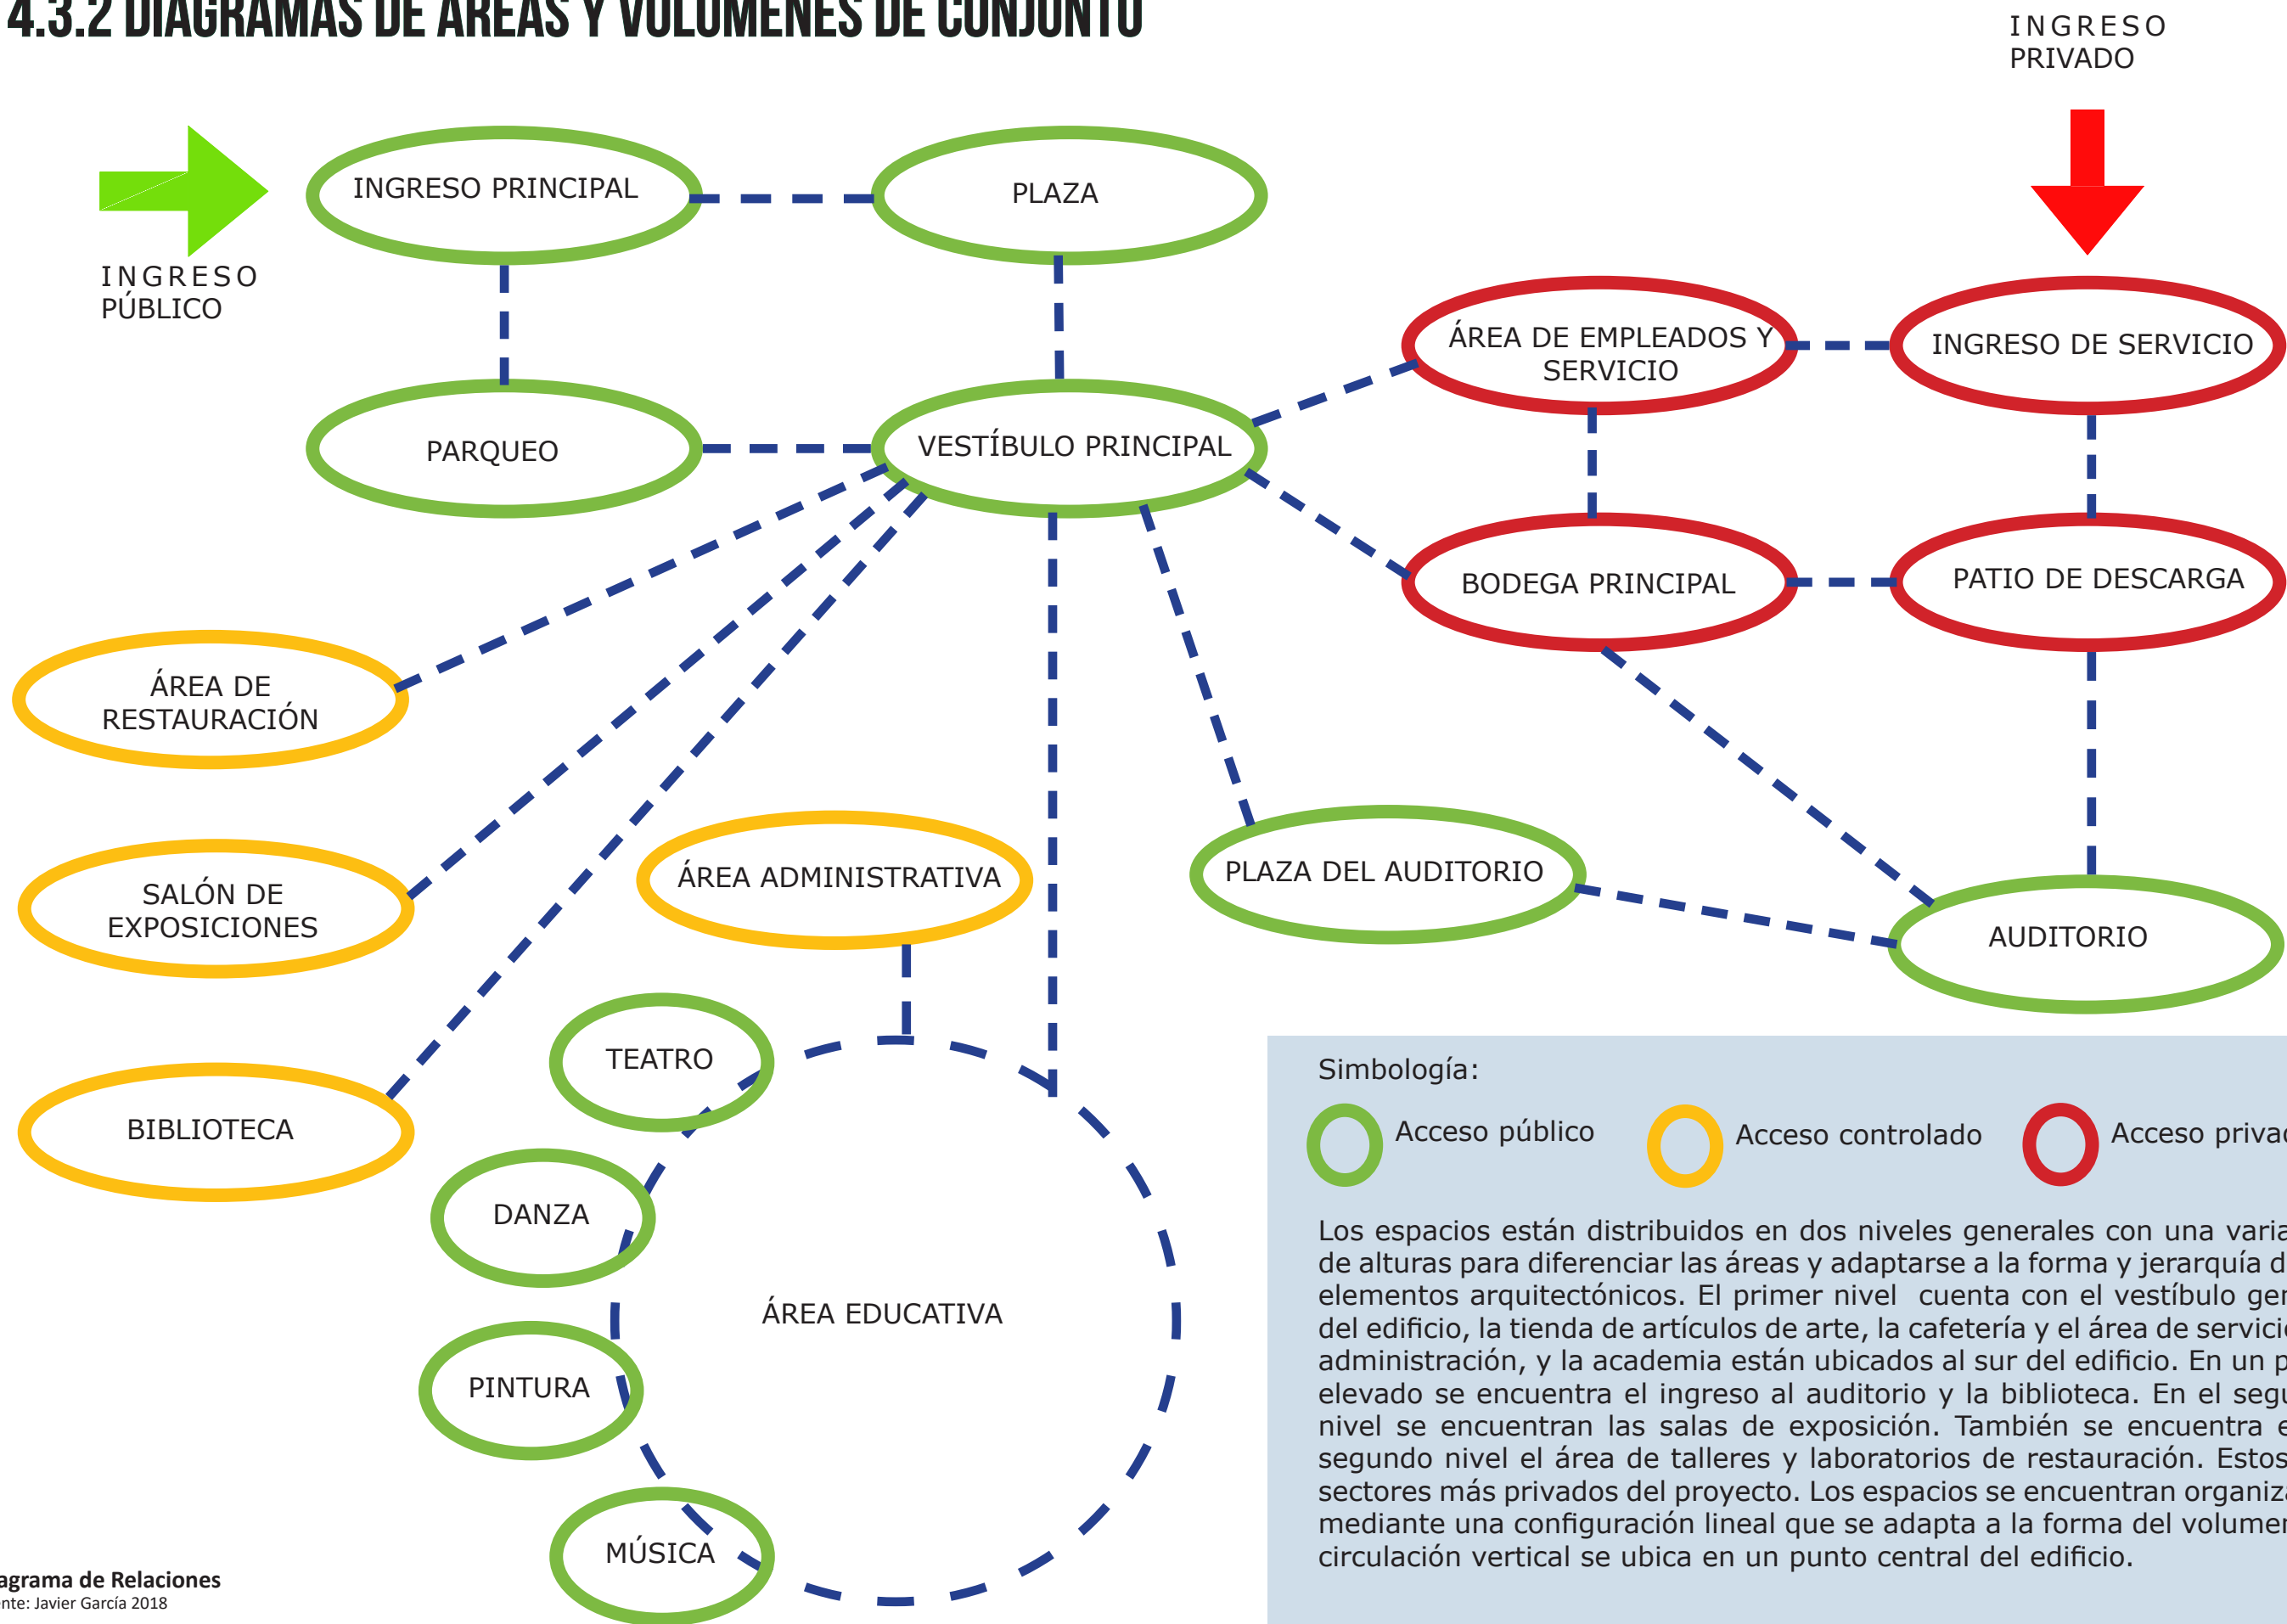 4.3.2 DIAGRAMAS DE ÁREAS Y VOLÚMENES DE CONJUNTO
INGRESO
PRIVADO
INGRESO
PÚBLICO
INGRESO PRINCIPAL
PLAZA
ÁREA DE EMPLEADOS Y
SERVICIO
INGRESO DE SERVICIO
PARQUEO
VESTÍBULO PRINCIPAL
BODEGA PRINCIPAL
PATIO DE DESCARGA
ÁREA DE
RESTAURACIÓN
SALÓN DE
EXPOSICIONES
ÁREA ADMINISTRATIVA
PLAZA DEL AUDITORIO
AUDITORIO
BIBLIOTECA
TEATRO
DANZA
PINTURA
MÚSICA
ÁREA EDUCATIVA
Simbología:
Acceso público
Acceso controlado
Acceso
Los espacios están distribuidos en dos niveles generales con una
de alturas para diferenciar las áreas y adaptarse a la forma y jerarquía
elementos arquitectónicos. El primer nivel cuenta con el vestíbulo
del edificio, la tienda de artículos de arte, la cafetería y el área de
administración, y la academia están ubicados al sur del edificio. En un
elevado se encuentra el ingreso al auditorio y la biblioteca. En el
nivel se encuentran las salas de exposición. También se encuentra
segundo nivel el área de talleres y laboratorios de restauración. Estos
sectores más privados del proyecto. Los espacios se encuentran
mediante una configuración lineal que se adapta a la forma del
circulación vertical se ubica en un punto central del edificio.
de Relaciones
Javier García 2018